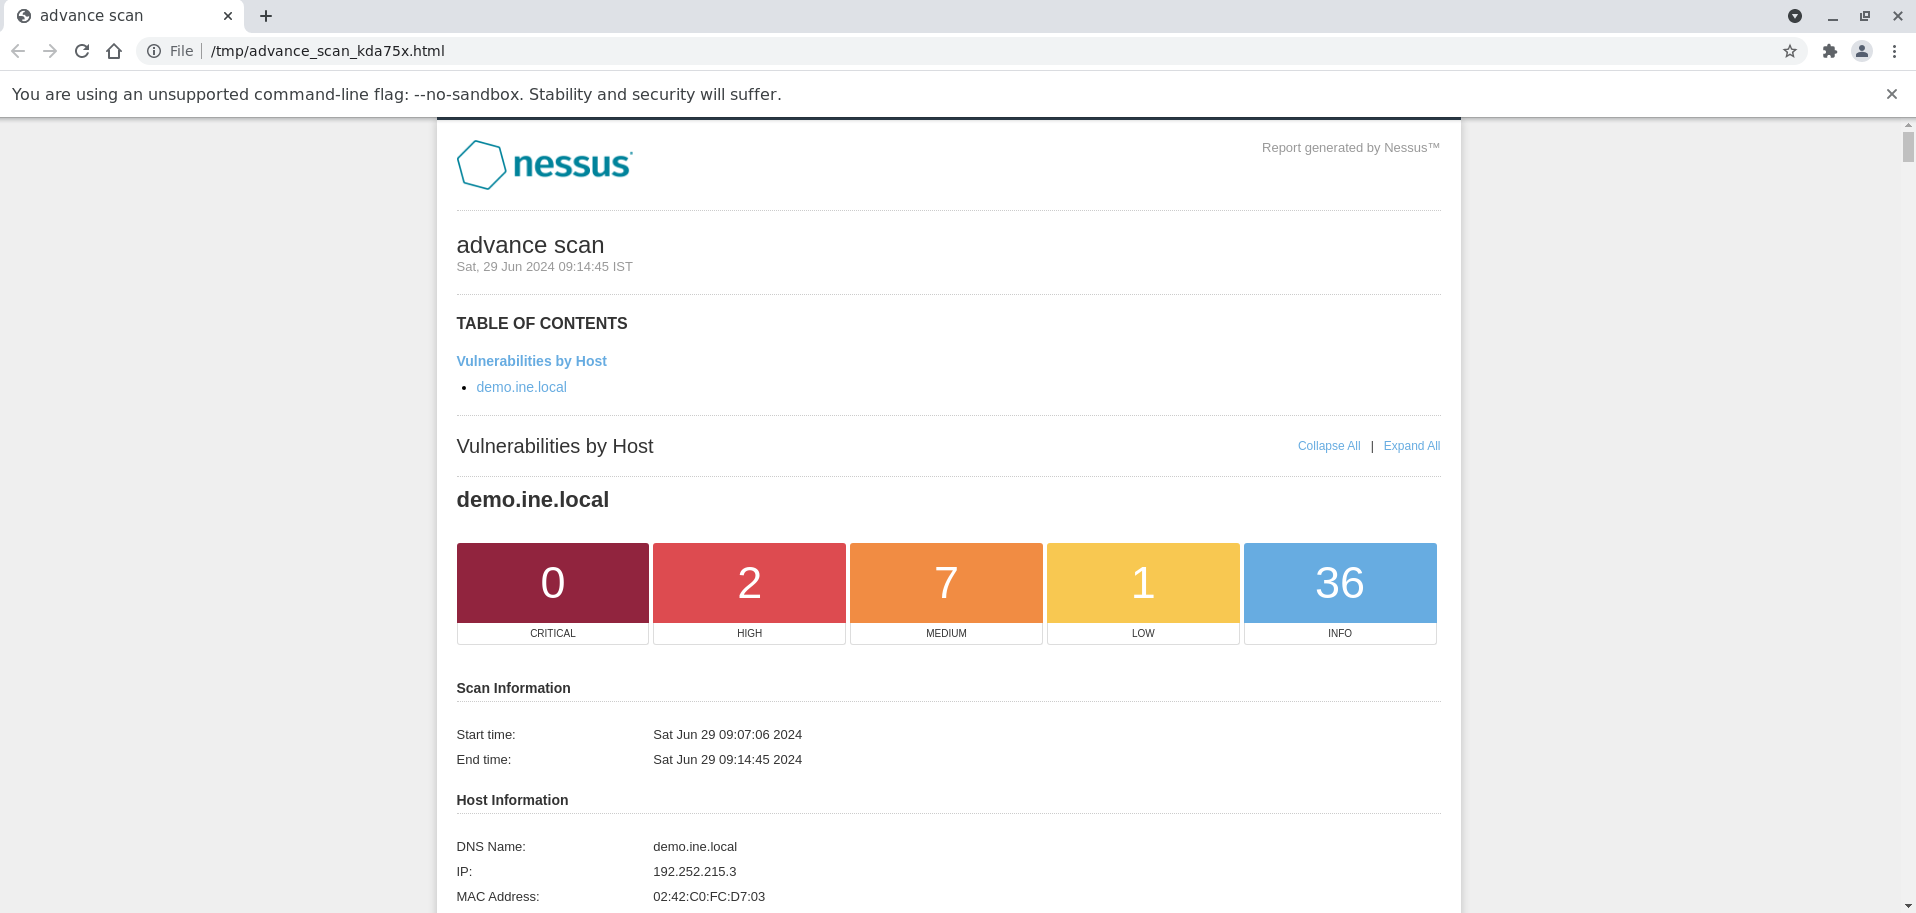 advance scan
File
/tmp/advance_scan_kda75x.html
You are using an unsupported command-line flag: --no-sandbox. Stability and security will suffer.
nessus
Report generated by Nessus™
advance scan
Sat, 29 Jun 2024 09:14:45 IST
TABLE OF CONTENTS
Vulnerabilities by Host
• demo.ine.local
Vulnerabilities by Host
Collapse All | Expand All
demo.ine.local
0 2 7 1 36
CRITICAL HIGH MEDIUM LOW INFO
Scan Information
Start time: Sat Jun 29 09:07:06 2024
End time: Sat Jun 29 09:14:45 2024
Host Information
DNS Name: demo.ine.local
IP: 192.252.215.3
MAC Address: 02:42:C0:FC:D7:03